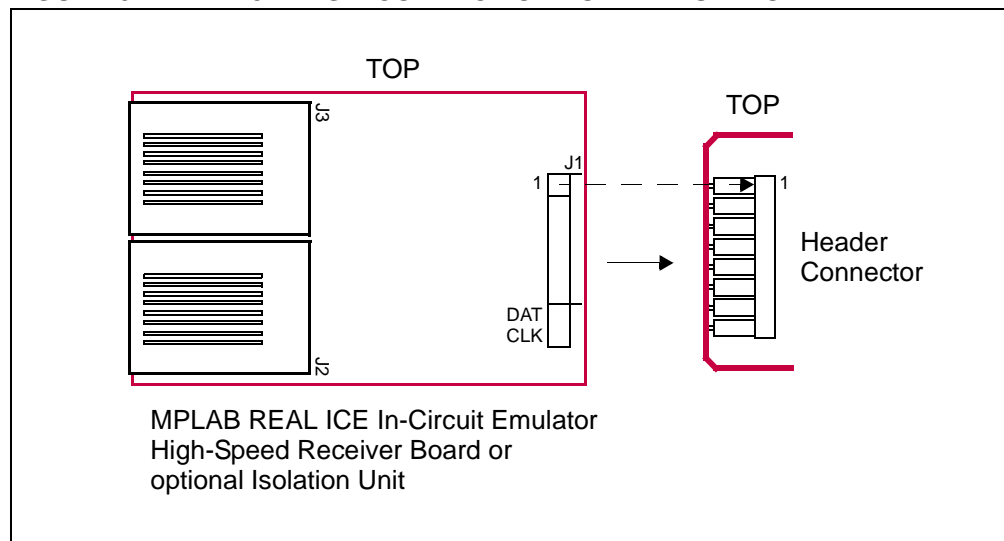 TOP
J3
TOP
J1
1
1
Header
Connector
DAT
CLK
J2
MPLAB REAL ICE In-Circuit Emulator
High-Speed Receiver Board or
optional Isolation Unit